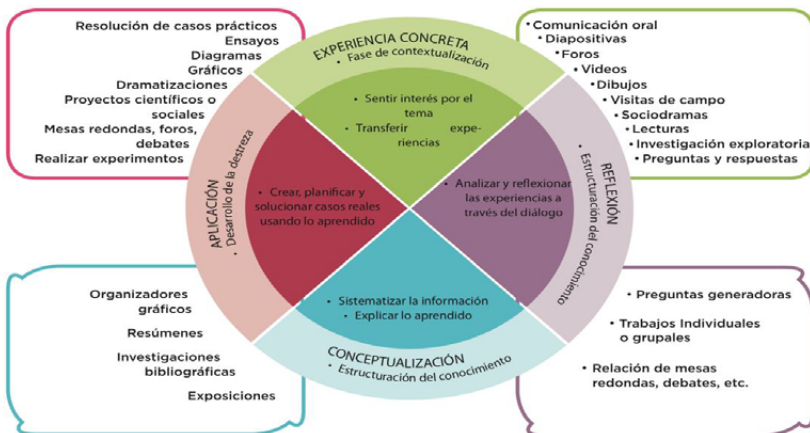 Resolución de casos prácticos
Ensayos
Diagramas
Gráficos
Dramatizaciones
Proyectos científicos o
sociales
Mesas redondas, foros,
debates
Realizar experimentos
EXPERIENCIA CONCRETA
• Fase de contextualización
• Sentir interés por el
tema
• Transferir expe-
riencias
• Comunicación oral
• Diapositivas
• Foros
• Videos
• Dibujos
• Visitas de campo
• Sociodramas
• Lecturas
• Investigación exploratoria
• Preguntas y respuestas
APLICACIÓN
• Desarrollo de la destreza
• Crear, planificar y
solucionar casos reales
usando lo aprendido
• Analizar y reflexionar
las experiencias a
través del diálogo
REFLEXIÓN
• Estructuración del conocimiento
Organizadores
gráficos
Resúmenes
Investigaciones
bibliográficas
Exposiciones
• Sistematizar la información
• Explicar lo aprendido
CONCEPTUALIZACIÓN
• Estructuración del conocimiento
• Preguntas generadoras
• Trabajos Individuales
o grupales
• Relación de mesas
redondas, debates, etc.